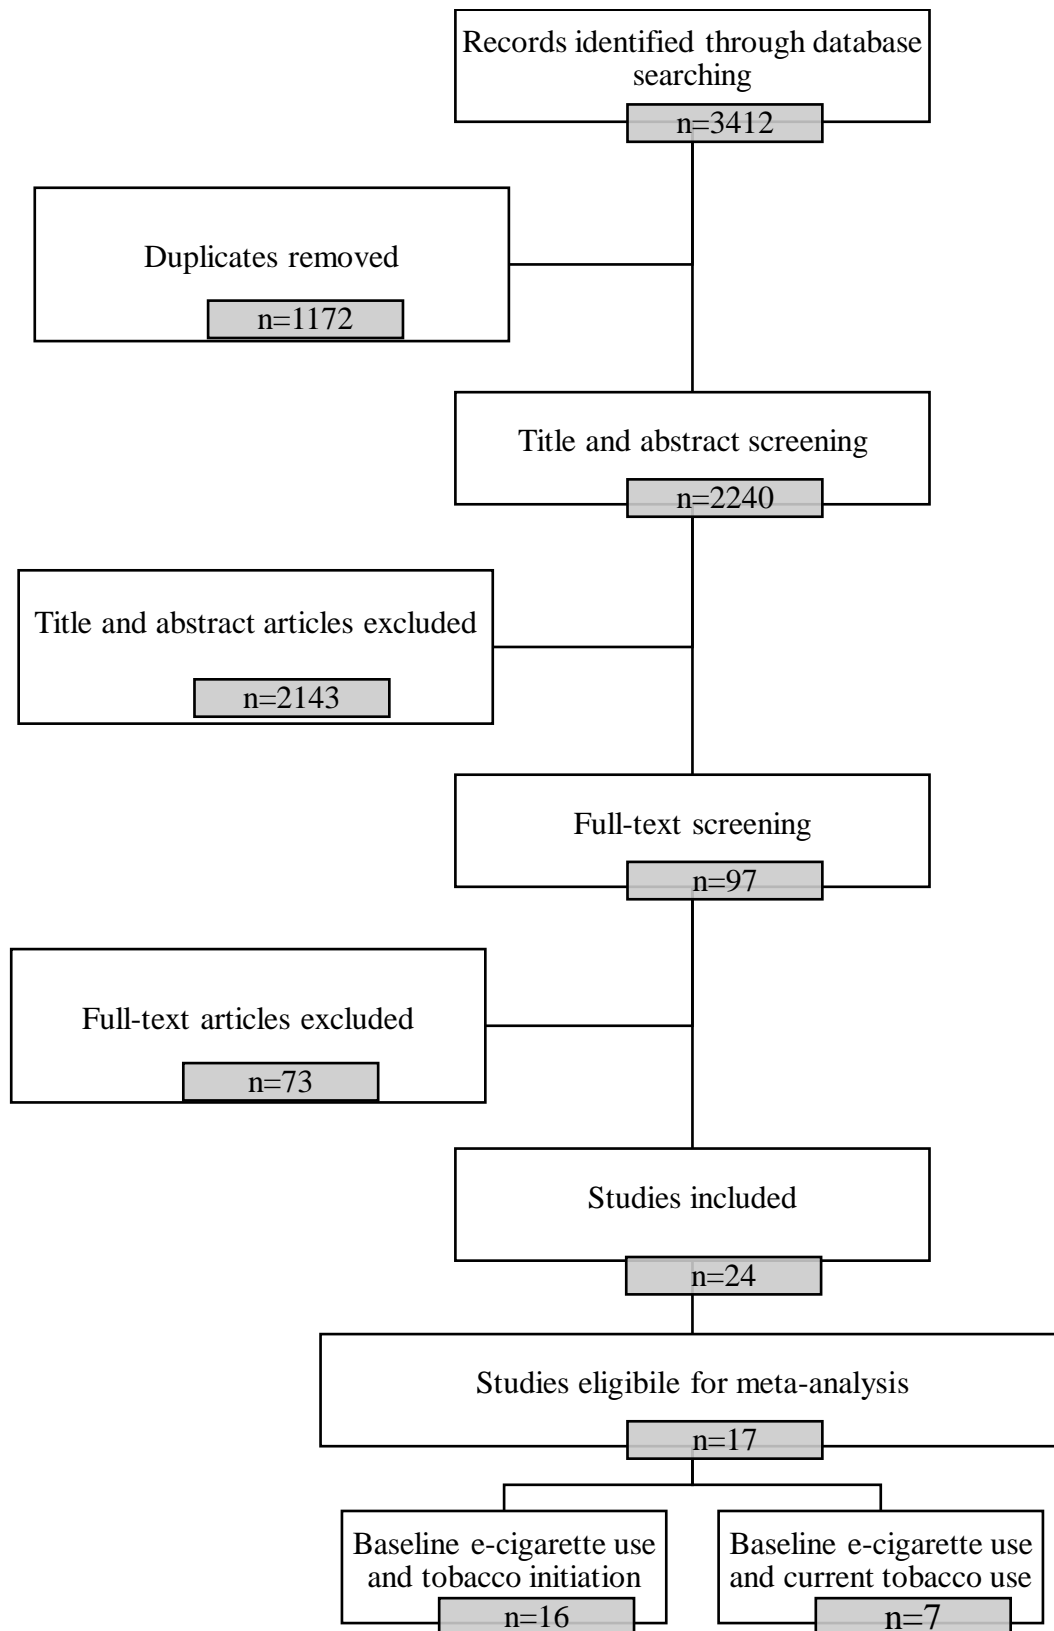 Records identified through database
searching
n=3412
Duplicates removed
n=1172
Title and abstract screening
n=2240
Title and abstract articles excluded
n=2143
Full-text screening
n=97
Full-text articles excluded
n=73
Studies included
n=24
Studies eligibile for meta-analysis
n=17
Baseline e-cigarette use
and tobacco initiation
n=16
Baseline e-cigarette use
and current tobacco use
n=7